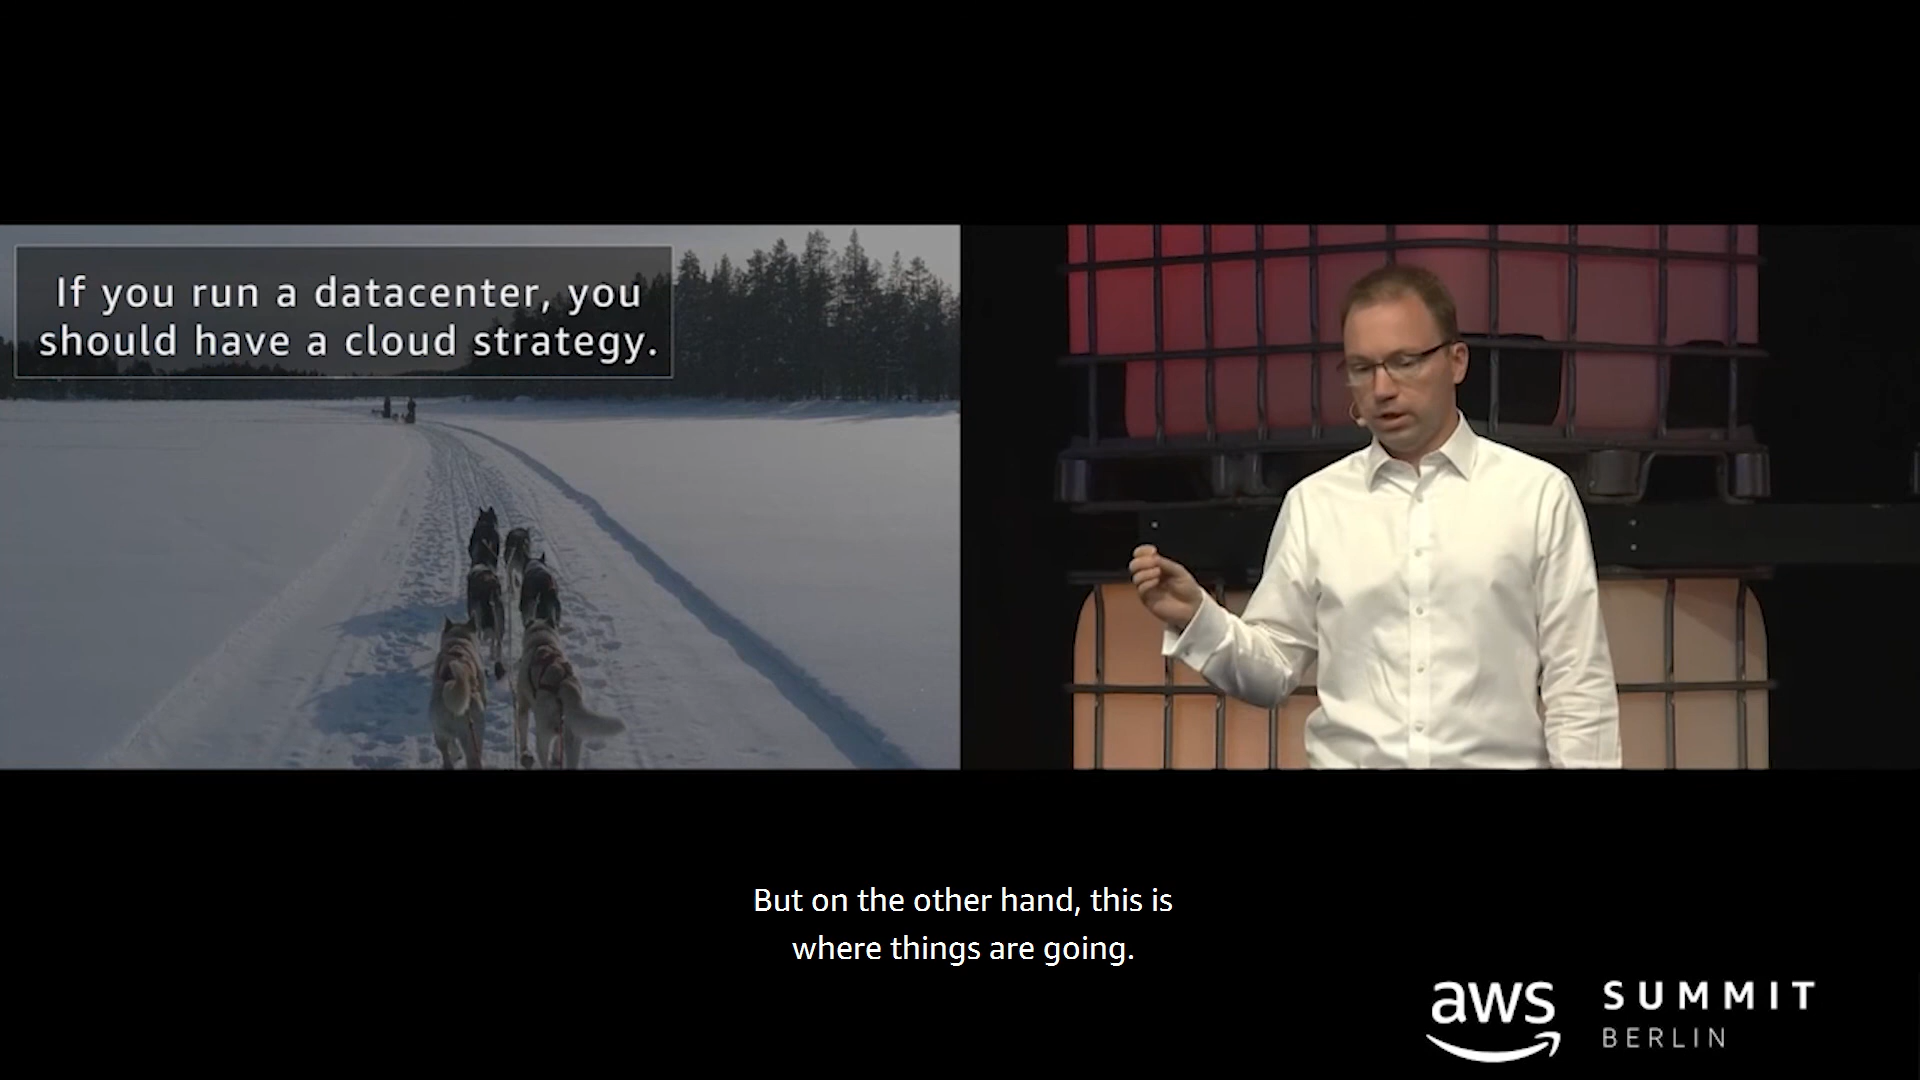 If you run a datacenter, you
should have a cloud strategy.
But on the other hand, this is
where things are going.
aws
SUMMIT
BERLIN